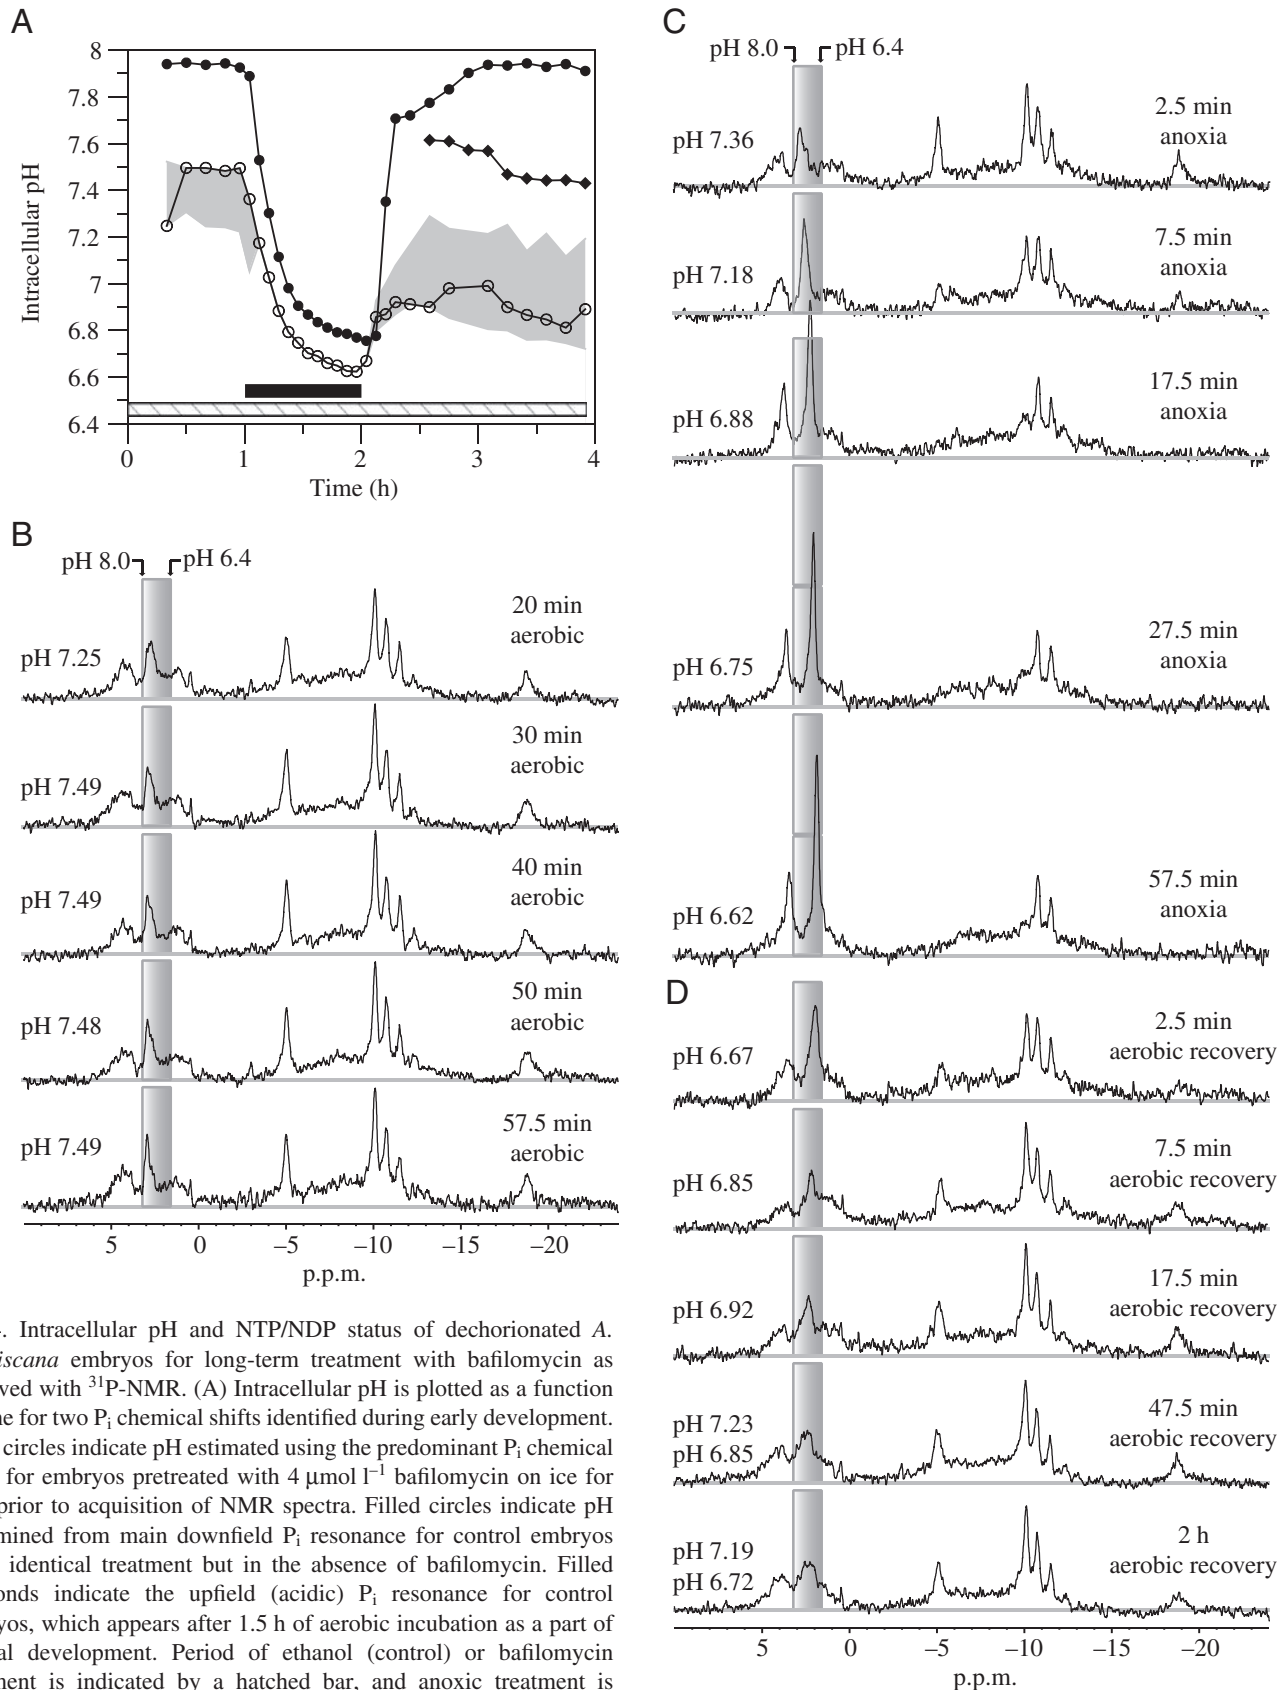 A
8
7.8
7.6
7.4
7.2
7
6.8
6.6
6.4
Intracellular pH
0
1
2
3
4
Time (h)
B
pH 8.0
pH 6.4
20 min
aerobic
pH 7.25
30 min
aerobic
pH 7.49
40 min
aerobic
pH 7.49
50 min
aerobic
pH 7.48
57.5 min
aerobic
pH 7.49
5 0 –5 –10 –15 –20
p.p.m.
. Intracellular pH and NTP/NDP status of dechorionated A.
iscana embryos for long-term treatment with bafilomycin as
ved with ³¹P-NMR. (A) Intracellular pH is plotted as a function
ne for two Pᵢ chemical shifts identified during early development.
circles indicate pH estimated using the predominant Pᵢ chemical
for embryos pretreated with 4 μmol l⁻¹ bafilomycin on ice for
prior to acquisition of NMR spectra. Filled circles indicate pH
mined from main downfield Pᵢ resonance for control embryos
identical treatment but in the absence of bafilomycin. Filled
onds indicate the upfield (acidic) Pᵢ resonance for control
yos, which appears after 1.5 h of aerobic incubation as a part of
al development. Period of ethanol (control) or bafilomycin
ment is indicated by a hatched bar, and anoxic treatment is
C
pH 8.0
pH 6.4
2.5 min
anoxia
pH 7.36
7.5 min
anoxia
pH 7.18
17.5 min
anoxia
pH 6.88
27.5 min
anoxia
pH 6.75
57.5 min
anoxia
pH 6.62
D
2.5 min
aerobic recovery
pH 6.67
7.5 min
aerobic recovery
pH 6.85
17.5 min
aerobic recovery
pH 6.92
47.5 min
aerobic recovery
pH 7.23
pH 6.85
2 h
aerobic recovery
pH 7.19
pH 6.72
5 0 –5 –10 –15 –20
p.p.m.